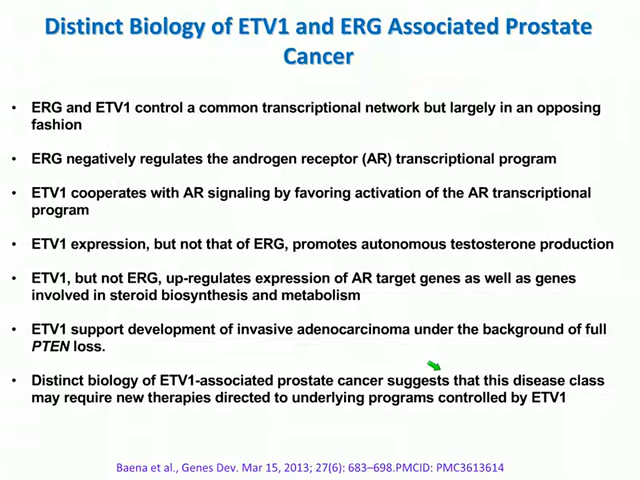 Distinct Biology of ETV1 and ERG Associated Prostate
Cancer
• ERG and ETV1 control a common transcriptional network but largely in an opposing
fashion
• ERG negatively regulates the androgen receptor (AR) transcriptional program
• ETV1 cooperates with AR signaling by favoring activation of the AR transcriptional
program
• ETV1 expression, but not that of ERG, promotes autonomous testosterone production
• ETV1, but not ERG, up-regulates expression of AR target genes as well as genes
involved in steroid biosynthesis and metabolism
• ETV1 support development of invasive adenocarcinoma under the background of full
PTEN loss.
• Distinct biology of ETV1-associated prostate cancer suggests that this disease class
may require new therapies directed to underlying programs controlled by ETV1
Baena et al., Genes Dev. Mar 15, 2013; 27(6): 683–698.PMCID: PMC3613614